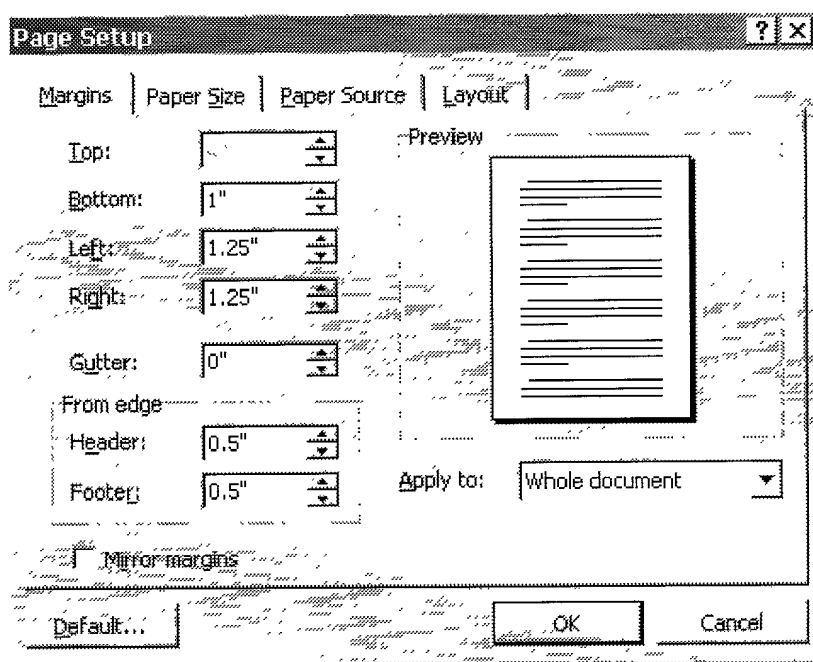 Page Setup
Margins Paper Size Paper Source Layout
Top:
Preview
Bottom: 1"
Left: 1.25"
Right: 1.25"
Gutter: 0"
From edge
Header: 0.5"
Footer: 0.5"
Apply to: Whole document
Mirror margins
Default... OK Cancel